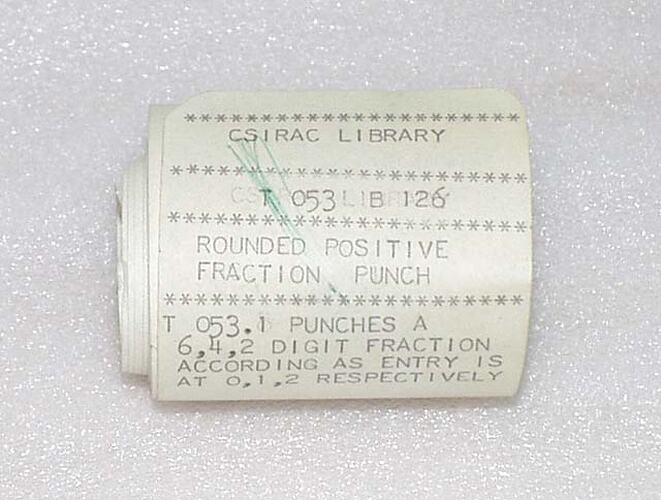 ********************
CSIRAC LIBRARY
********************
T 053 B 126
********************
ROUNDED POSITIVE
FRACTION PUNCH
********************
T 053.1 PUNCHES A
6,4,2 DIGIT FRACTION
ACCORDING AS ENTRY IS
AT 0,1,2 RESPECTIVELY